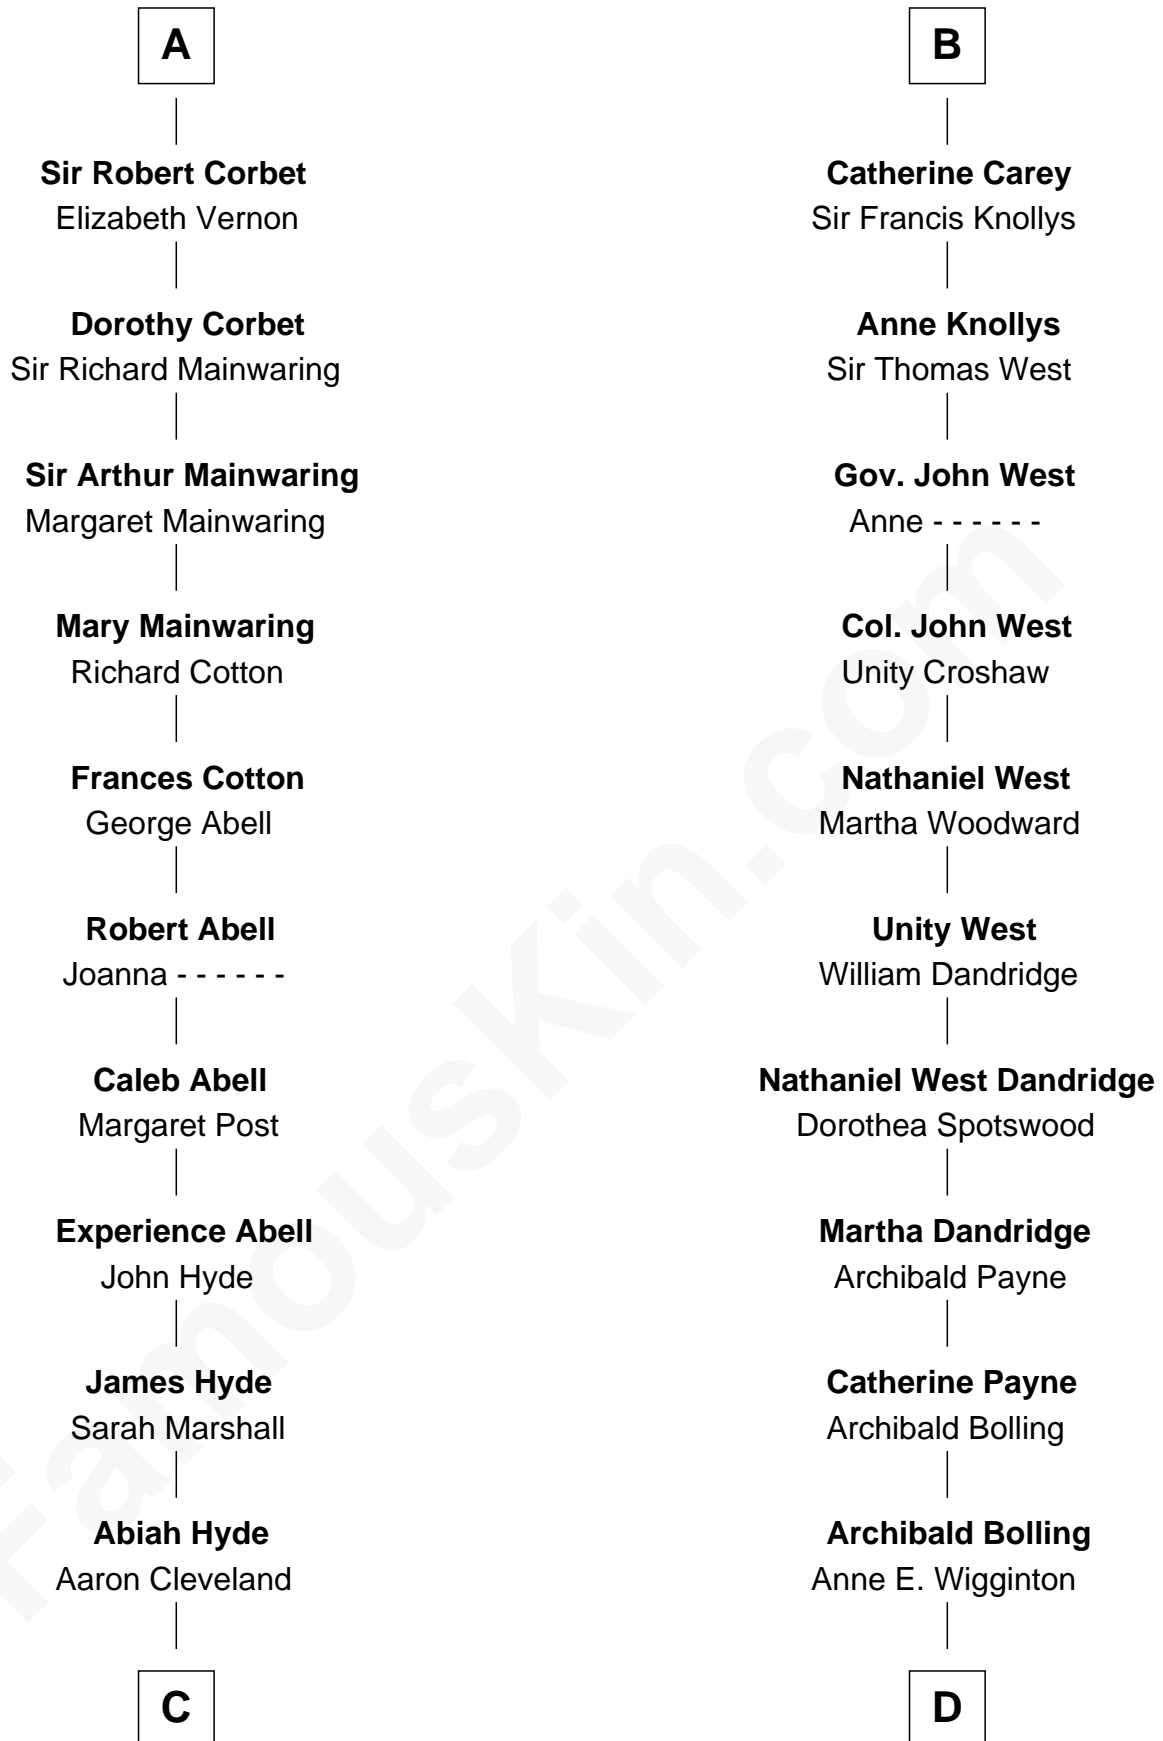 A
Sir Robert Corbet
Elizabeth Vernon
Dorothy Corbet
Sir Richard Mainwaring
Sir Arthur Mainwaring
Margaret Mainwaring
Mary Mainwaring
Richard Cotton
Frances Cotton
George Abell
Robert Abell
Joanna - - - - - -
Caleb Abell
Margaret Post
Experience Abell
John Hyde
James Hyde
Sarah Marshall
Abiah Hyde
Aaron Cleveland
C
B
Catherine Carey
Sir Francis Knollys
Anne Knollys
Sir Thomas West
Gov. John West
Anne - - - - - -
Col. John West
Unity Croshaw
Nathaniel West
Martha Woodward
Unity West
William Dandridge
Nathaniel West Dandridge
Dorothea Spotswood
Martha Dandridge
Archibald Payne
Catherine Payne
Archibald Bolling
Archibald Bolling
Anne E. Wigginton
D
FamousKin.com